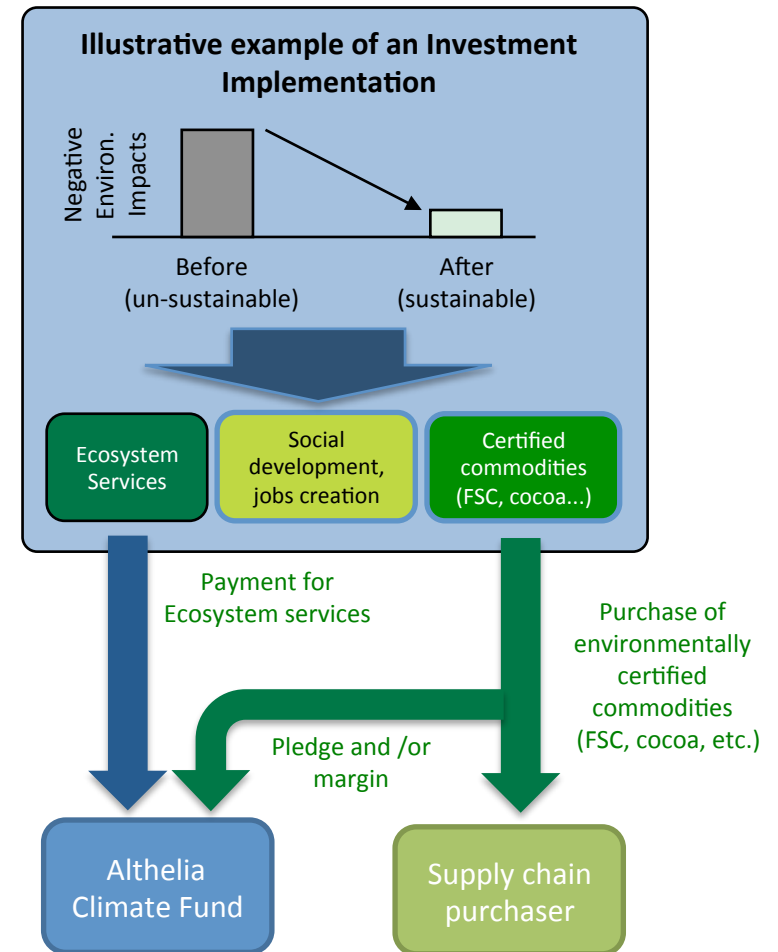 Illustrative example of an Investment
Implementation
Negative
Environ.
Impacts
Before
(un-sustainable)
After
(sustainable)
Ecosystem
Services
Social
development,
jobs creation
Certified
commodities
(FSC, cocoa...)
Payment for
Ecosystem services
Purchase of
environmentally
certified
commodities
(FSC, cocoa, etc.)
Pledge and /or
margin
Althelia
Climate Fund
Supply chain
purchaser